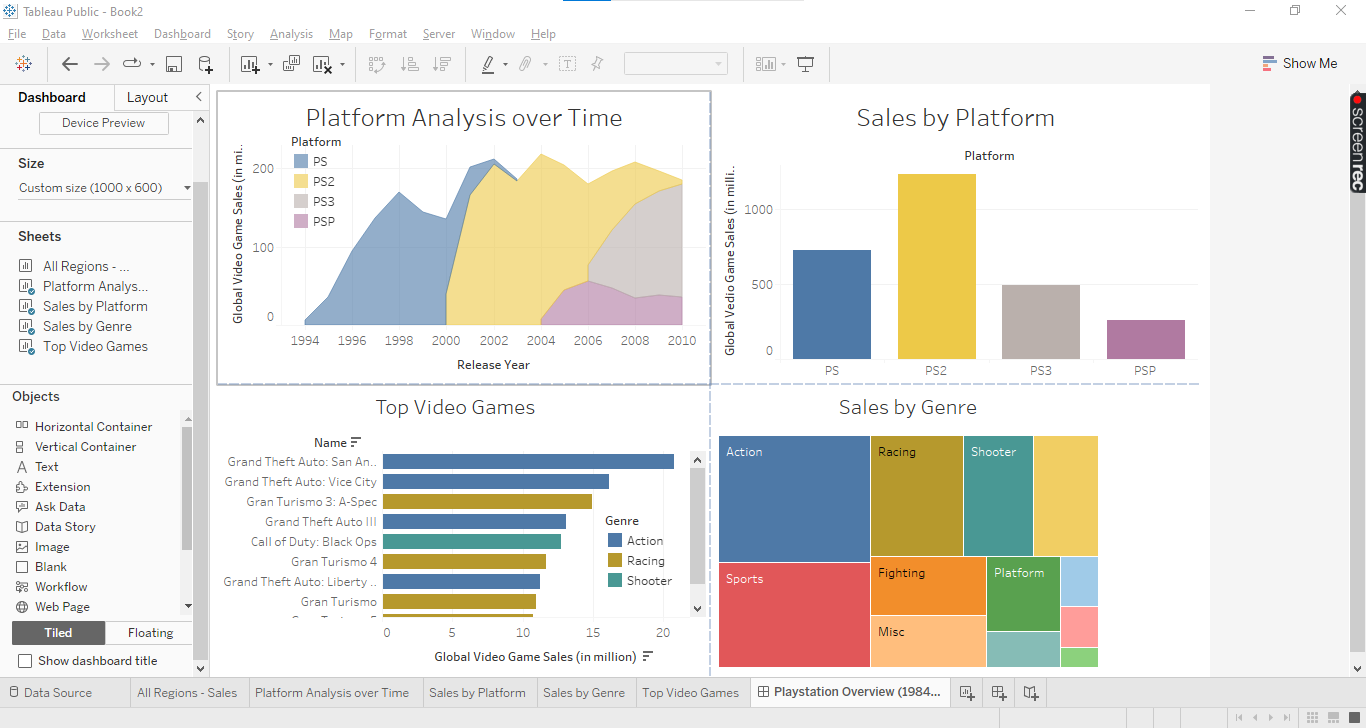 Tableau Public - Book2
File Data Worksheet Dashboard Story Analysis Map Format Server Window Help
Show Me
Dashboard Layout
Device Preview
Size
Custom size (1000 x 600)
Sheets
All Regions - ...
Platform Analys...
Sales by Platform
Sales by Genre
Top Video Games
Objects
Horizontal Container
Vertical Container
Text
Extension
Ask Data
Data Story
Image
Blank
Workflow
Web Page
Tiled Floating
Show dashboard title
Platform Analysis over Time
Platform
PS
PS2
PS3
PSP
Global Video Game Sales (in mi..
200
100
0
1994 1996 1998 2000 2002 2004 2006 2008 2010
Release Year
Sales by Platform
Platform
Global Vedio Game Sales (in milli..
1000
500
0
PS PS2 PS3 PSP
Top Video Games
Name
Grand Theft Auto: San An..
Grand Theft Auto: Vice City
Gran Turismo 3: A-Spec
Grand Theft Auto III
Call of Duty: Black Ops
Gran Turismo 4
Grand Theft Auto: Liberty ..
Gran Turismo
Genre
Action
Racing
Shooter
0 5 10 15 20
Global Video Game Sales (in million)
Sales by Genre
Action Racing Shooter
Sports Fighting Platform
Misc
screenrec
Data Source All Regions - Sales Platform Analysis over Time Sales by Platform Sales by Genre Top Video Games Playstation Overview (1984...